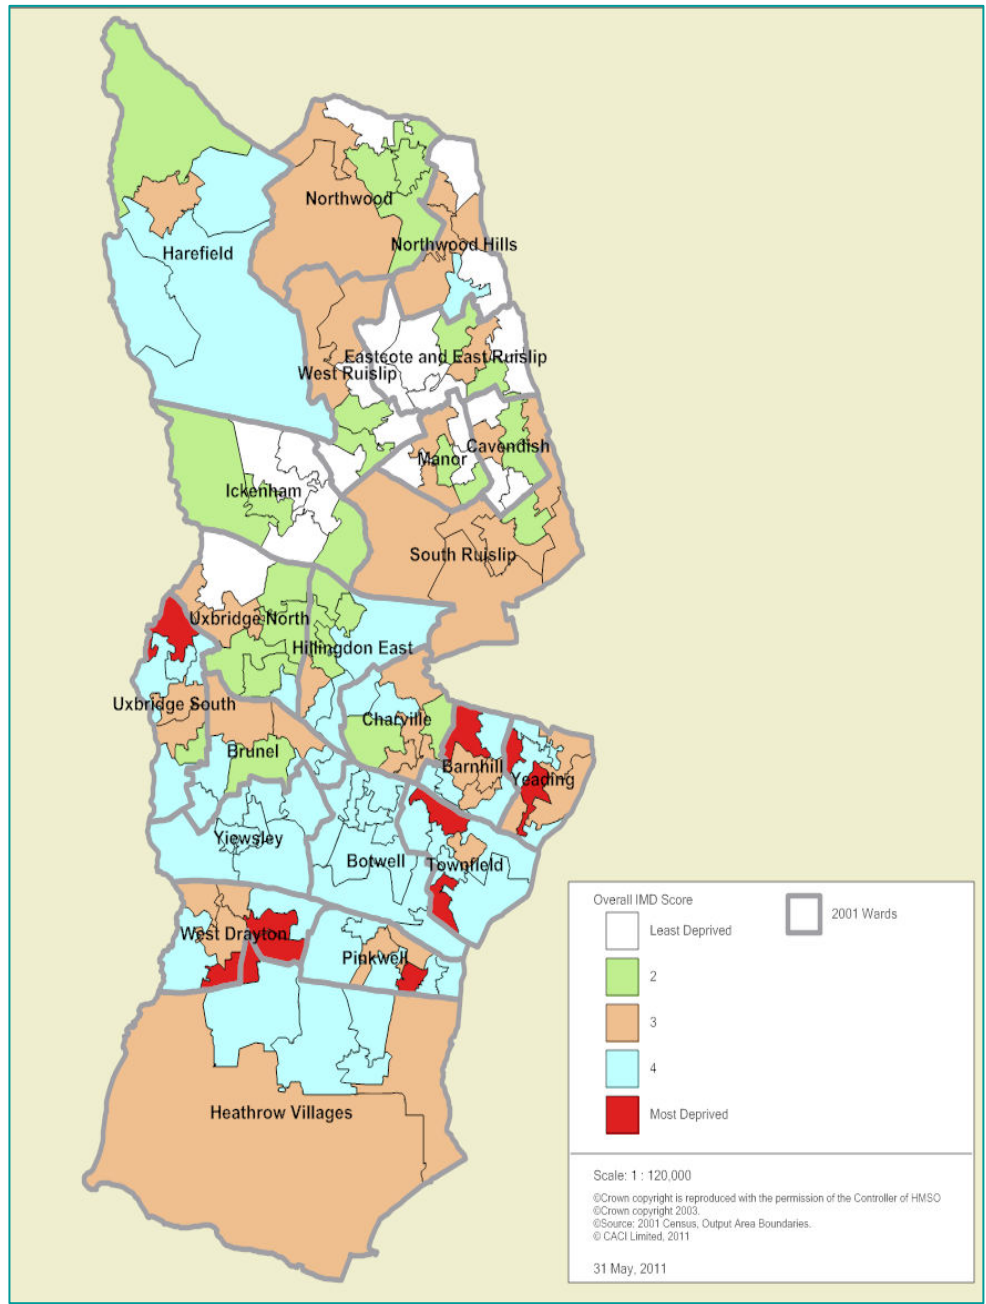 Northwood
Northwood Hills
Harefield
Eastcote and East Ruislip
West Ruislip
Cavendish
Manor
Ickenham
South Ruislip
Uxbridge North
Hillingdon East
Uxbridge South
Charville
Brunel
Barnhill
Yeading
Yiewsley
Botwell
Townfield
West Drayton
Pinkwell
Heathrow Villages
Overall IMD Score
Least Deprived
2
3
4
Most Deprived
2001 Wards
Scale: 1 : 120,000
©Crown copyright is reproduced with the permission of the Controller of HMSO
©Crown copyright 2003.
©Source: 2001 Census, Output Area Boundaries.
© CACI Limited, 2011
31 May, 2011